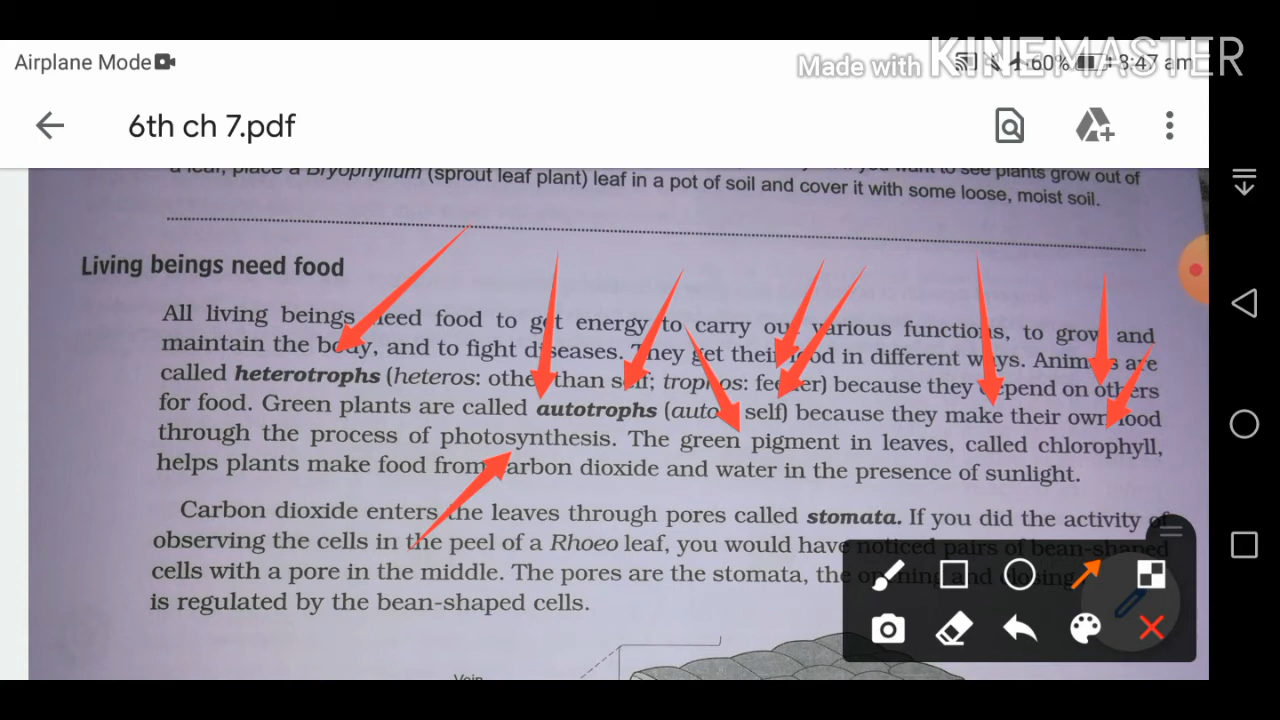 Airplane Mode
Made with KINEMASTER
60% 8:47 am
6th ch 7.pdf
a leaf, place a Bryophyllum (sprout leaf plant) leaf in a pot of soil and cover it with some loose, moist soil.
want to see plants grow out of
Living beings need food
All living beings need food to get energy to carry out various functions, to grow and
maintain the body, and to fight diseases. They get their food in different ways. Animals are
called heterotrophs (heteros: other than self; trophos: feeder) because they depend on others
for food. Green plants are called autotrophs (auto: self) because they make their own food
through the process of photosynthesis. The green pigment in leaves, called chlorophyll,
helps plants make food from carbon dioxide and water in the presence of sunlight.
Carbon dioxide enters the leaves through pores called stomata. If you did the activity of
observing the cells in the peel of a Rhoeo leaf, you would have noticed pairs of bean-shaped
cells with a pore in the middle. The pores are the stomata, the opening and closing
is regulated by the bean-shaped cells.
Vein